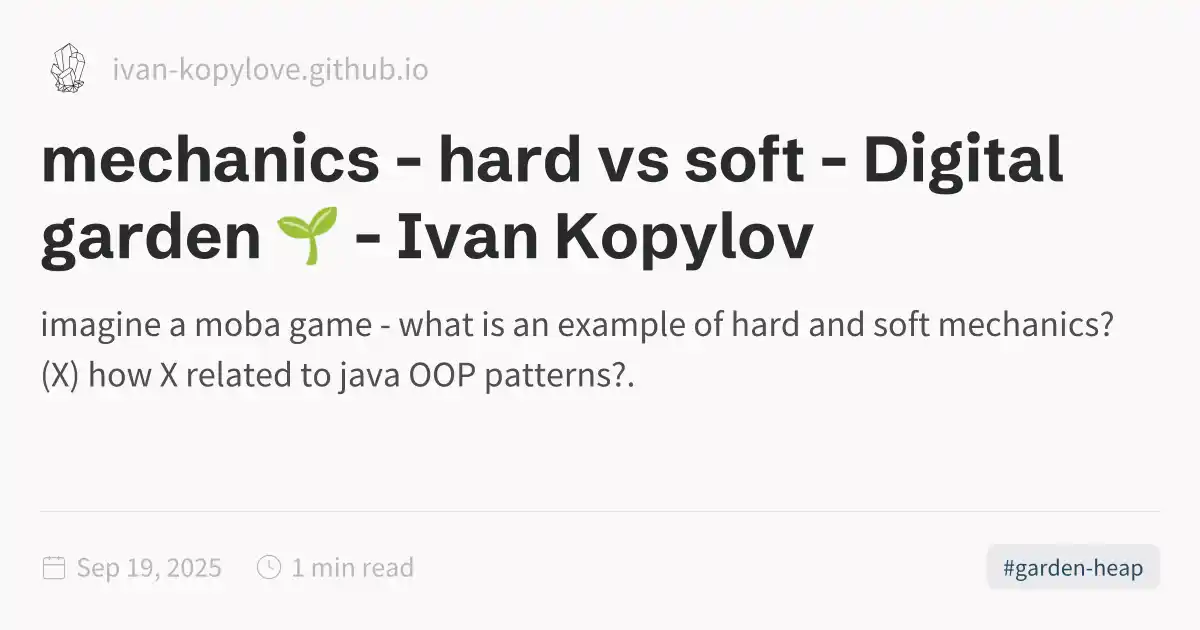 ivan-kopylove.github.io
mechanics - hard vs soft - Digital
garden 🌱 - Ivan Kopylov
imagine a moba game - what is an example of hard and soft mechanics?
(X) how X related to java OOP patterns?.
Sep 19, 2025
1 min read
#garden-heap